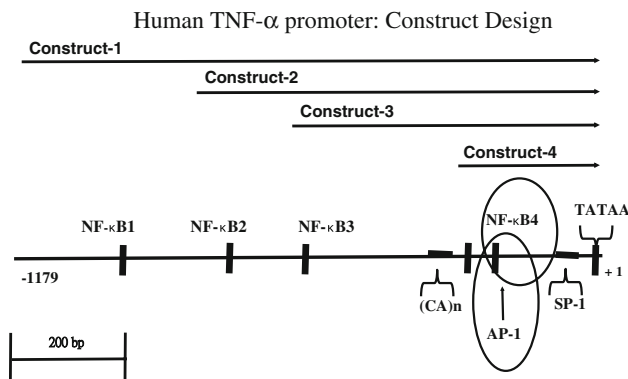 Human TNF-α promoter: Construct Design
Construct-1
Construct-2
Construct-3
Construct-4
NF-κB1
NF-κB2
NF-κB3
NF-κB4
TATAA
-1179
(CA)n
AP-1
SP-1
+ 1
200 bp